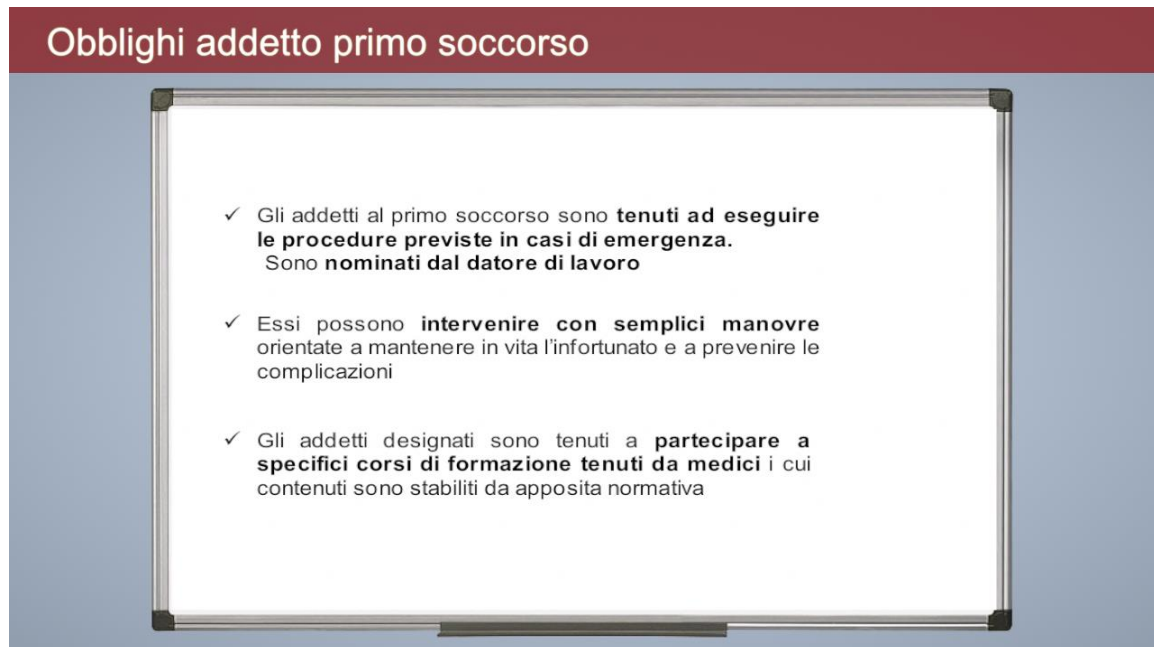 Obblighi addetto primo soccorso
✓ Gli addetti al primo soccorso sono tenuti ad eseguire
le procedure previste in casi di emergenza.
Sono nominati dal datore di lavoro
✓ Essi possono intervenire con semplici manovre
orientate a mantenere in vita l'infortunato e a prevenire le
complicazioni
✓ Gli addetti designati sono tenuti a partecipare a
specifici corsi di formazione tenuti da medici i cui
contenuti sono stabiliti da apposita normativa